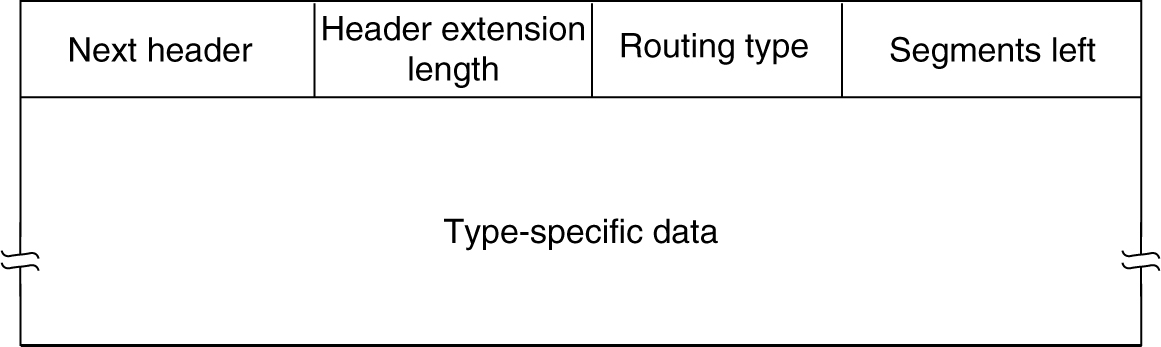 Next header
Header extension
length
Routing type
Segments left
Type-specific data